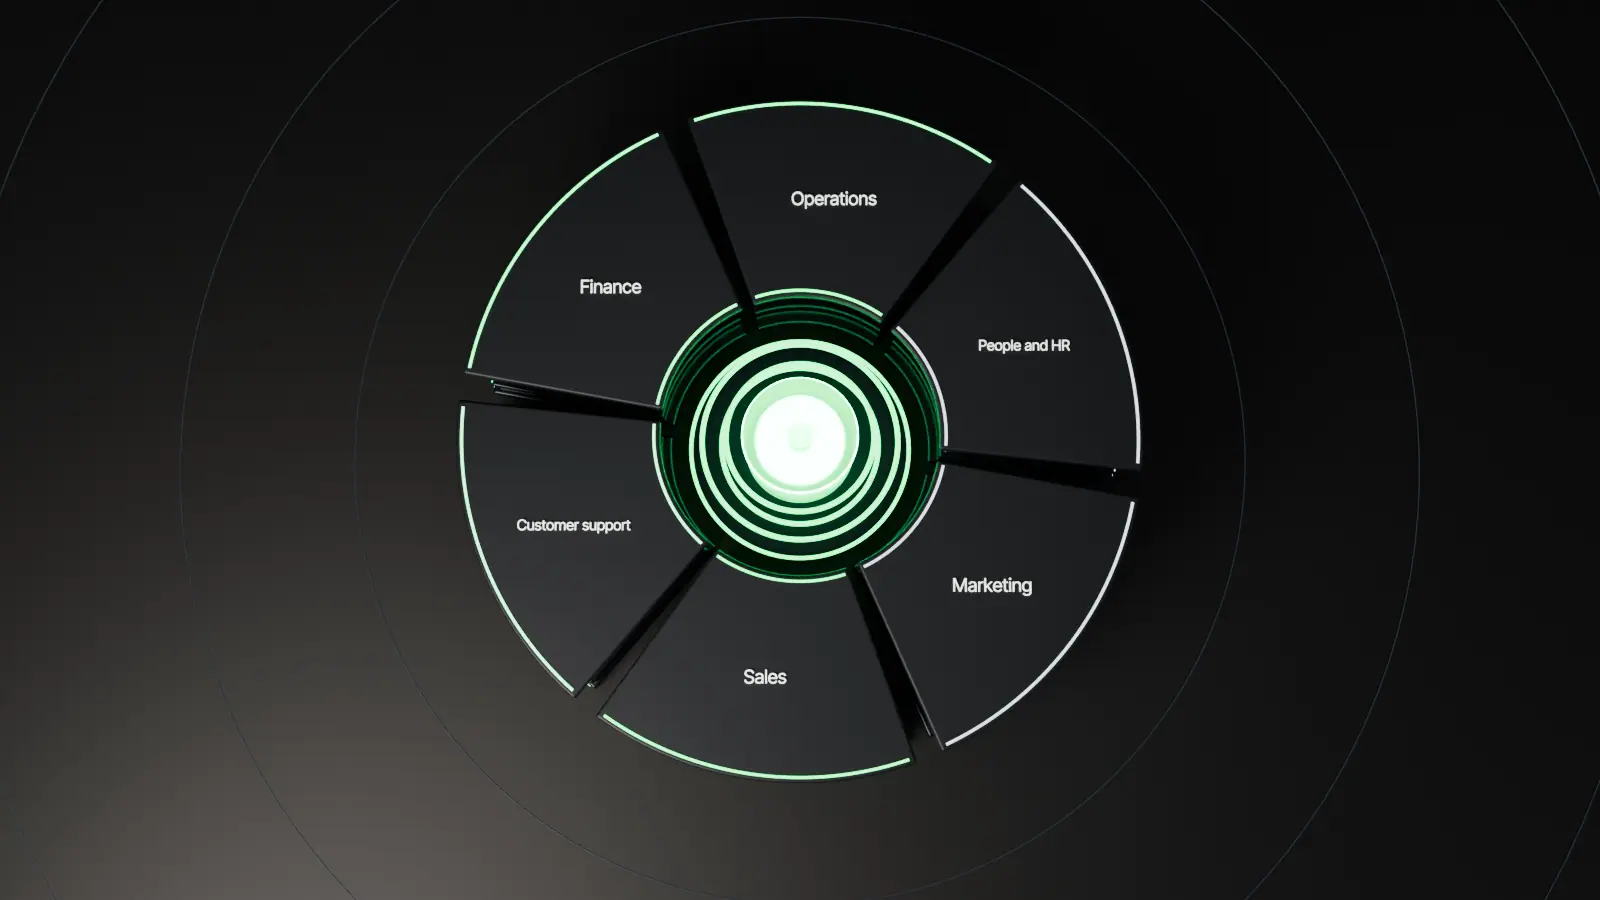 Operations
Finance
People and HR
Customer support
Marketing
Sales